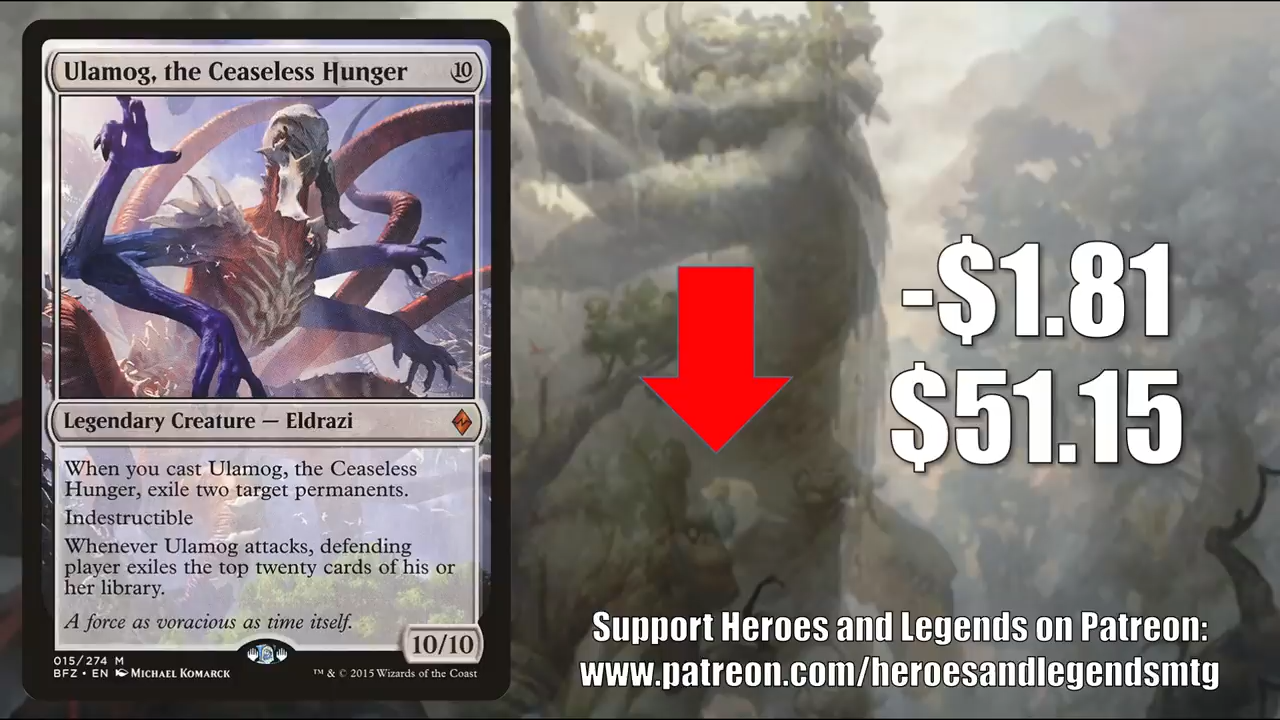 Ulamog, the Ceaseless Hunger 10
Legendary Creature — Eldrazi
When you cast Ulamog, the Ceaseless
Hunger, exile two target permanents.
Indestructible
Whenever Ulamog attacks, defending
player exiles the top twenty cards of his or
her library.
A force as voracious as time itself.
10/10
015/274 M
BFZ • EN Michael Komarck
™ & © 2015 Wizards of the Coast
-$1.81
$51.15
Support Heroes and Legends on Patreon:
www.patreon.com/heroesandlegendsmtg